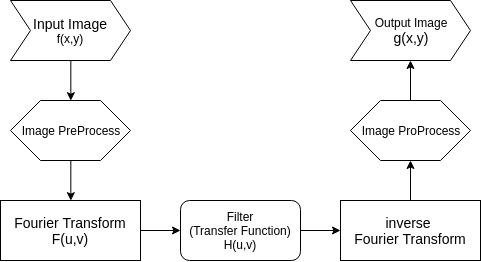 Input Image
f(x,y)
Image PreProcess
Fourier Transform
F(u,v)
Filter
(Transfer Function)
H(u,v)
inverse
Fourier Transform
Image ProProcess
Output Image
g(x,y)